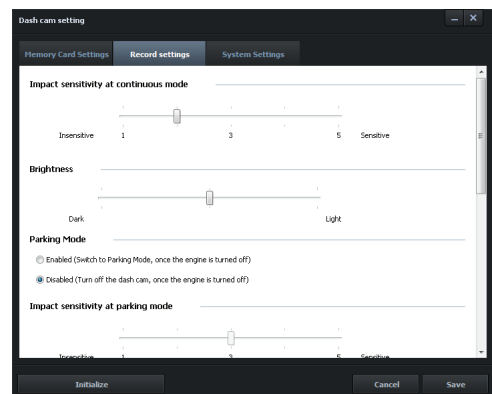 Dash cam setting
Memory Card Settings Record settings System Settings
Impact sensitivity at continuous mode
Insensitive 1 3 5 Sensitive
Brightness
Dark Light
Parking Mode
Enabled (Switch to Parking Mode, once the engine is turned off)
Disabled (Turn off the dash cam, once the engine is turned off)
Impact sensitivity at parking mode
Insensitive 1 3 5 Sensitive
Initialize Cancel Save